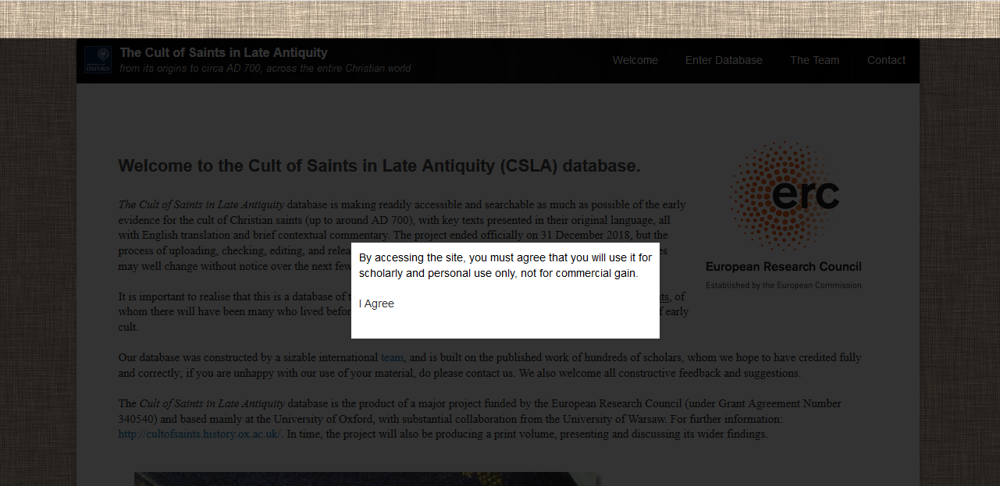 The Cult of Saints in Late Antiquity
from its origins to circa AD 700, across the entire Christian world
OXFORD
Welcome
Enter Database
The Team
Contact
Welcome to the Cult of Saints in Late Antiquity (CSLA) database.
erc
European Research Council
Established by the European Commission
The Cult of Saints in Late Antiquity database is making readily accessible and searchable as much as possible of the early
evidence for the cult of Christian saints (up to around AD 700), with key texts presented in their original language, all
with English translation and brief contextual commentary. The project ended officially on 31 December 2018, but the
process of uploading, checking, editing, and
may well change without notice over the next
It is important to realise that this is a database of
, of
whom there will have been many who lived
early
cult.
By accessing the site, you must agree that you will use it for
scholarly and personal use only, not for commercial gain.
I Agree
Our database was constructed by a sizable international team, and is built on the published work of hundreds of scholars, whom we hope to have credited fully
and correctly; if you are unhappy with our use of your material, do please contact us. We also welcome all constructive feedback and suggestions.
The Cult of Saints in Late Antiquity database is the product of a major project funded by the European Research Council (under Grant Agreement Number
340540) and based mainly at the University of Oxford, with substantial collaboration from the University of Warsaw. For further information:
http://cultofsaints.history.ox.ac.uk/. In time, the project will also be producing a print volume, presenting and discussing its wider findings.